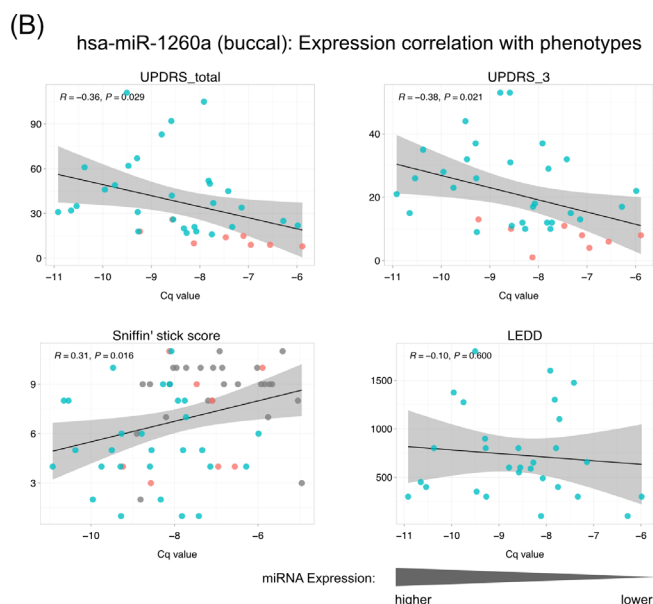 (B)
hsa-miR-1260a (buccal): Expression correlation with phenotypes
UPDRS_total
R = −0.36, P = 0.029
90
60
30
0
-11 -10 -9 -8 -7 -6
Cq value
UPDRS_3
R = −0.38, P = 0.021
40
20
0
-11 -10 -9 -8 -7 -6
Cq value
Sniffin' stick score
R = 0.31, P = 0.016
9
6
3
-10 -8 -6
Cq value
LEDD
R = −0.10, P = 0.600
1500
1000
500
-11 -10 -9 -8 -7 -6
Cq value
miRNA Expression:
higher lower